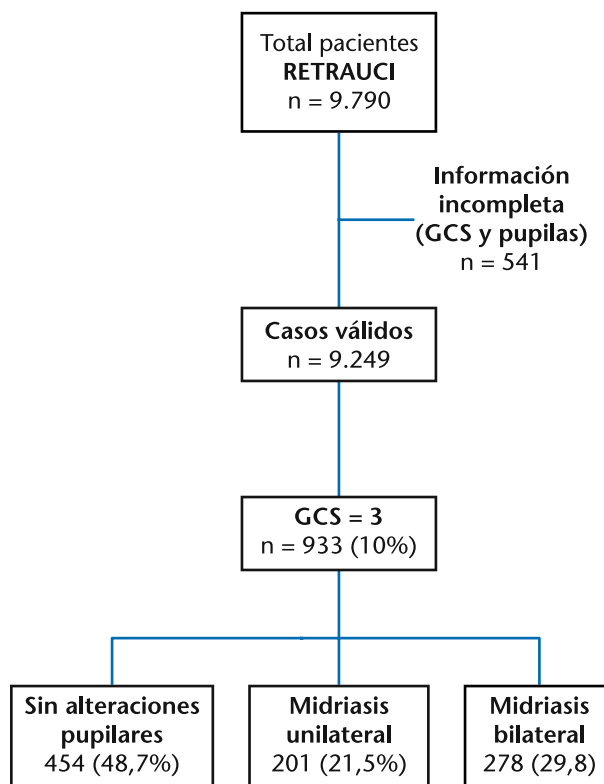 Total pacientes
RETRAUCI
n = 9.790
Información
incompleta
(GCS y pupilas)
n = 541
Casos válidos
n = 9.249
GCS = 3
n = 933 (10%)
Sin alteraciones
pupilares
454 (48,7%)
Midriasis
unilateral
201 (21,5%)
Midriasis
bilateral
278 (29,8)